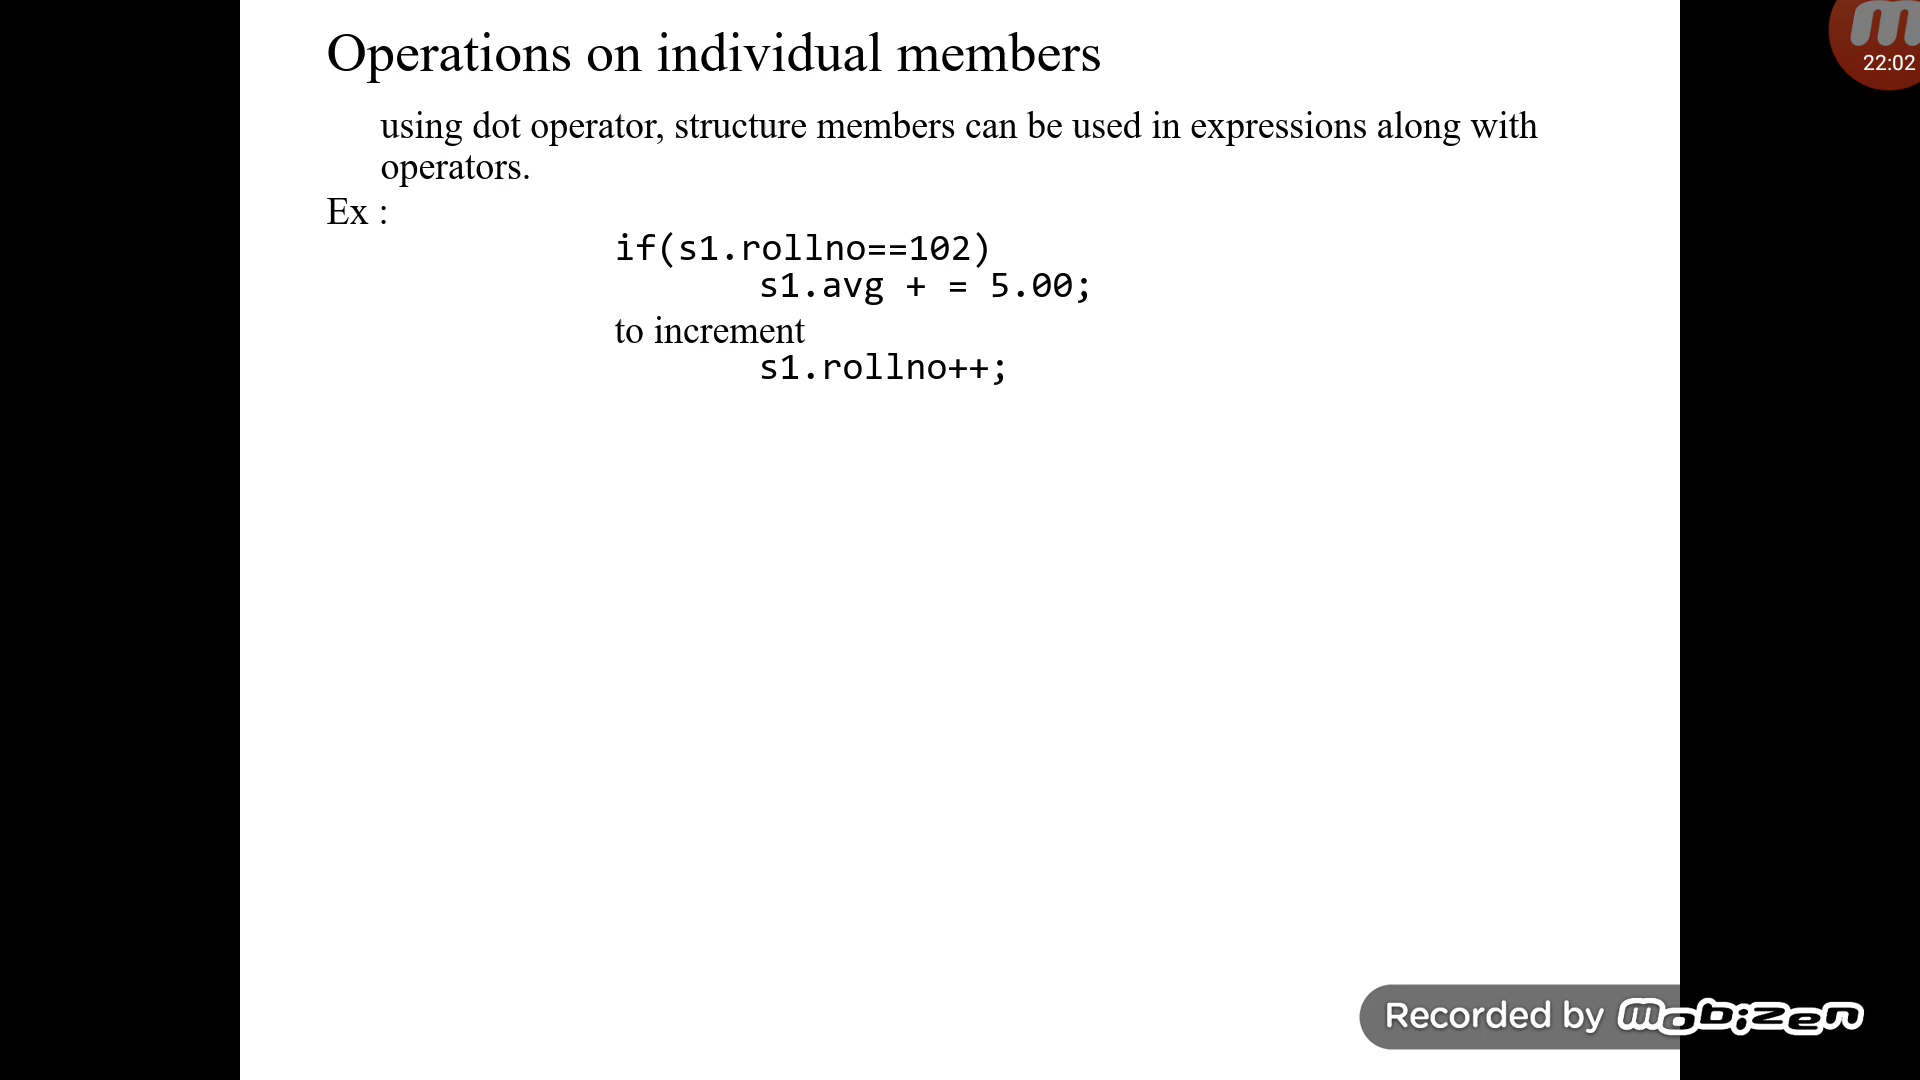 Operations on individual members
using dot operator, structure members can be used in expressions along with
operators.
Ex :
if(s1.rollno==102)
s1.avg + = 5.00;
to increment
s1.rollno++;
22:02
Recorded by mobizen